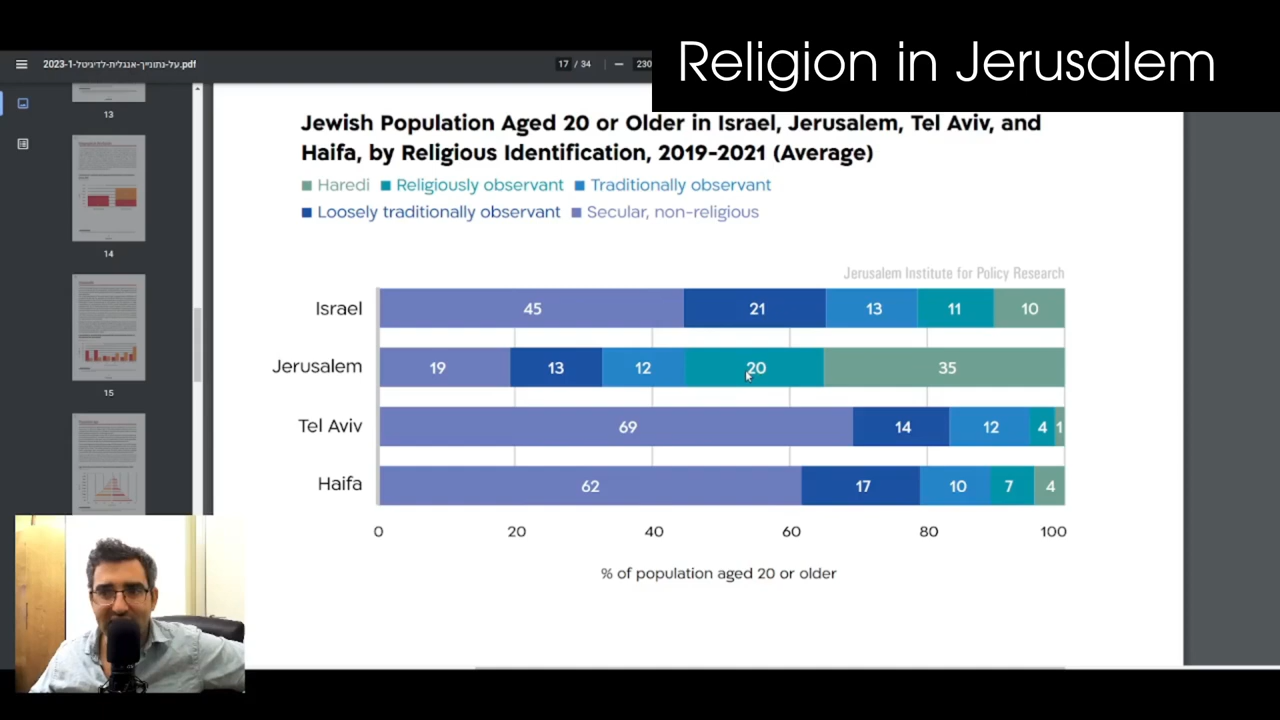 Religion in Jerusalem
2023-1-על-נתונייך-אנגלית-לדיגיטל.pdf
17 / 34
230
13
14
15
Jewish Population Aged 20 or Older in Israel, Jerusalem, Tel Aviv, and
Haifa, by Religious Identification, 2019-2021 (Average)
Haredi Religiously observant Traditionally observant
Loosely traditionally observant Secular, non-religious
Jerusalem Institute for Policy Research
Israel 45 21 13 11 10
Jerusalem 19 13 12 20 35
Tel Aviv 69 14 12 4 1
Haifa 62 17 10 7 4
0 20 40 60 80 100
% of population aged 20 or older